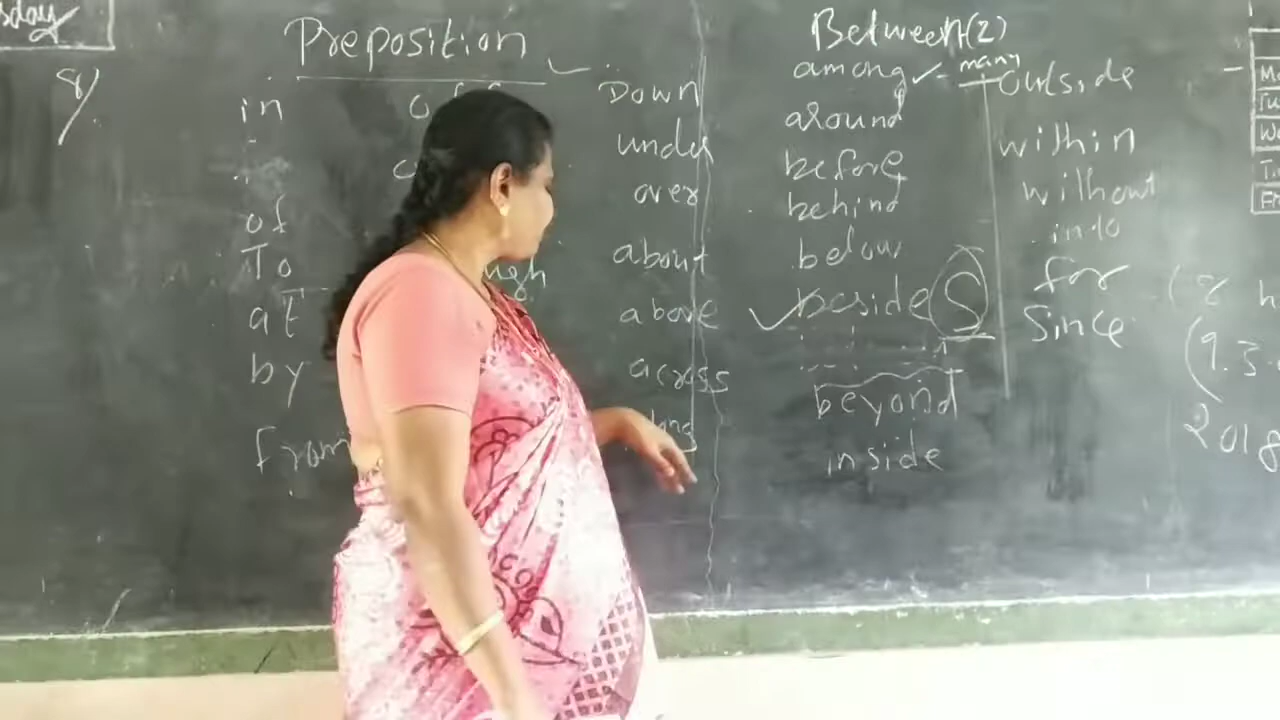 sday
8/
Preposition
in
of
To
at
by
from
Down
under
over
about
above
across
Between(2)
among ✓ - many
around
before
behind
below
✓ beside (S)
beyond
inside
outside
within
without
into
for
Since
2018